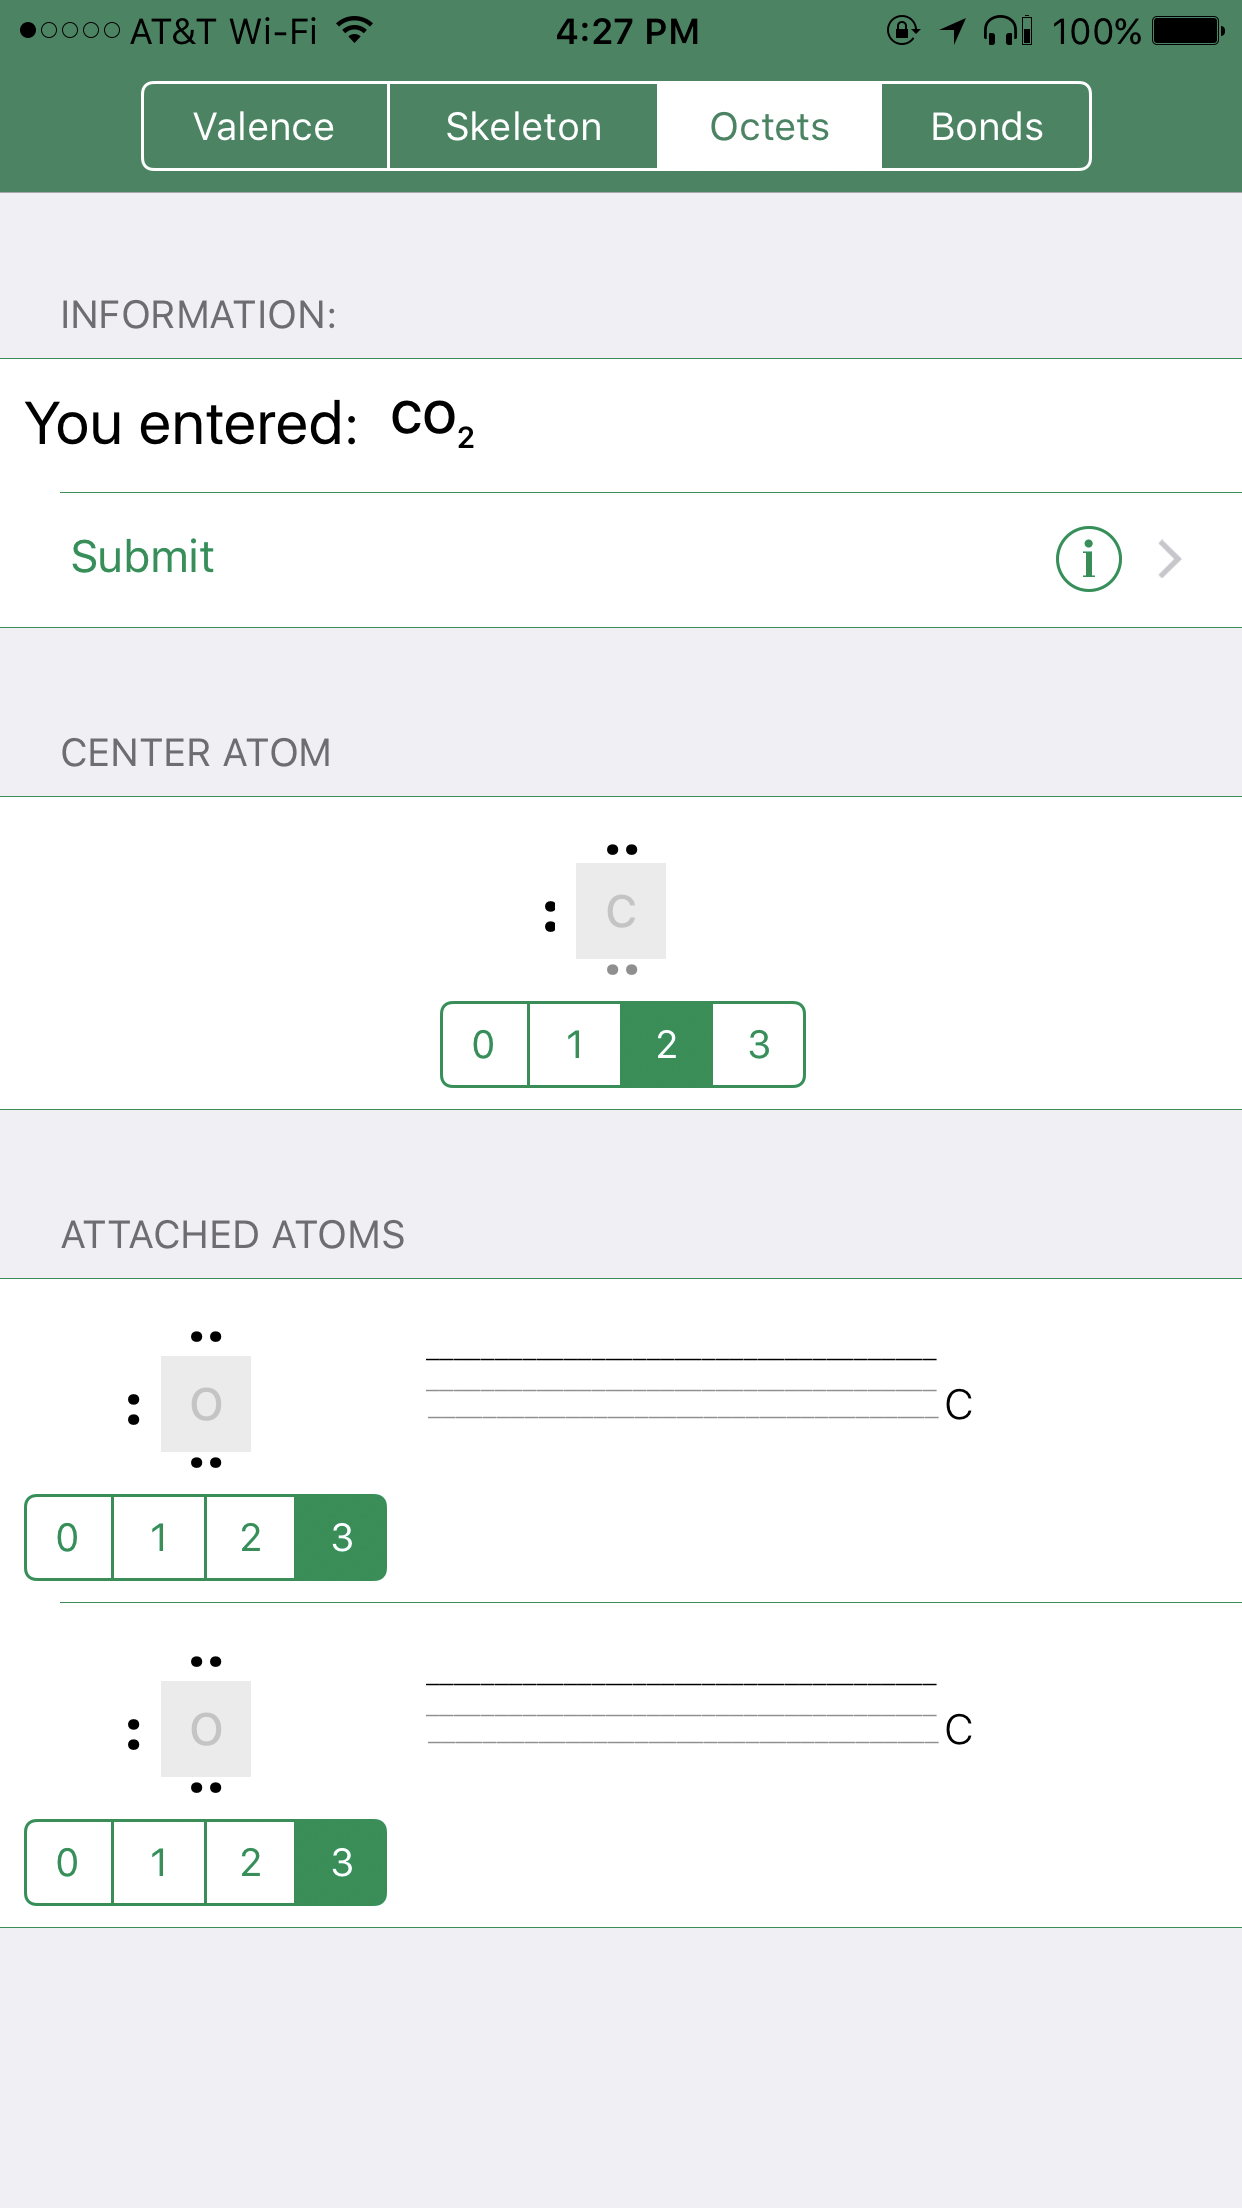 AT&T Wi-Fi 4:27 PM 100%
Valence Skeleton Octets Bonds
INFORMATION:
You entered: CO₂
Submit i
CENTER ATOM
C
0 1 2 3
ATTACHED ATOMS
O C
0 1 2 3
O C
0 1 2 3